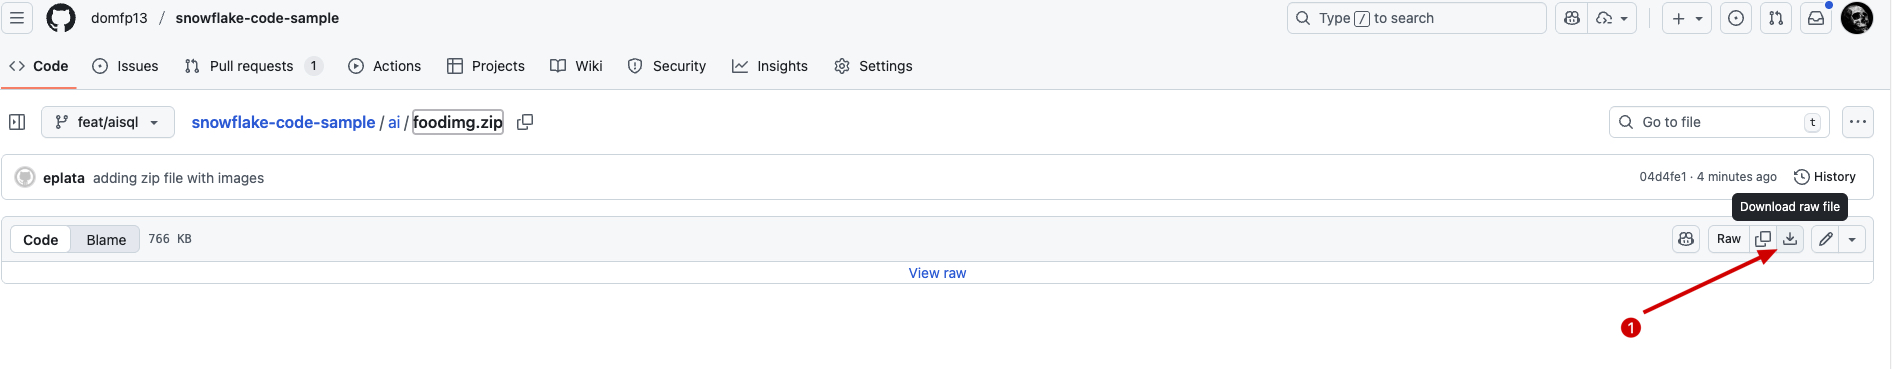 domfp13 / snowflake-code-sample
Type / to search
Code
Issues
Pull requests 1
Actions
Projects
Wiki
Security
Insights
Settings
feat/aisql
snowflake-code-sample / ai / foodimg.zip
Go to file
t
eplata adding zip file with images
04d4fe1 · 4 minutes ago
History
Download raw file
Code
Blame
766 KB
Raw
View raw
1